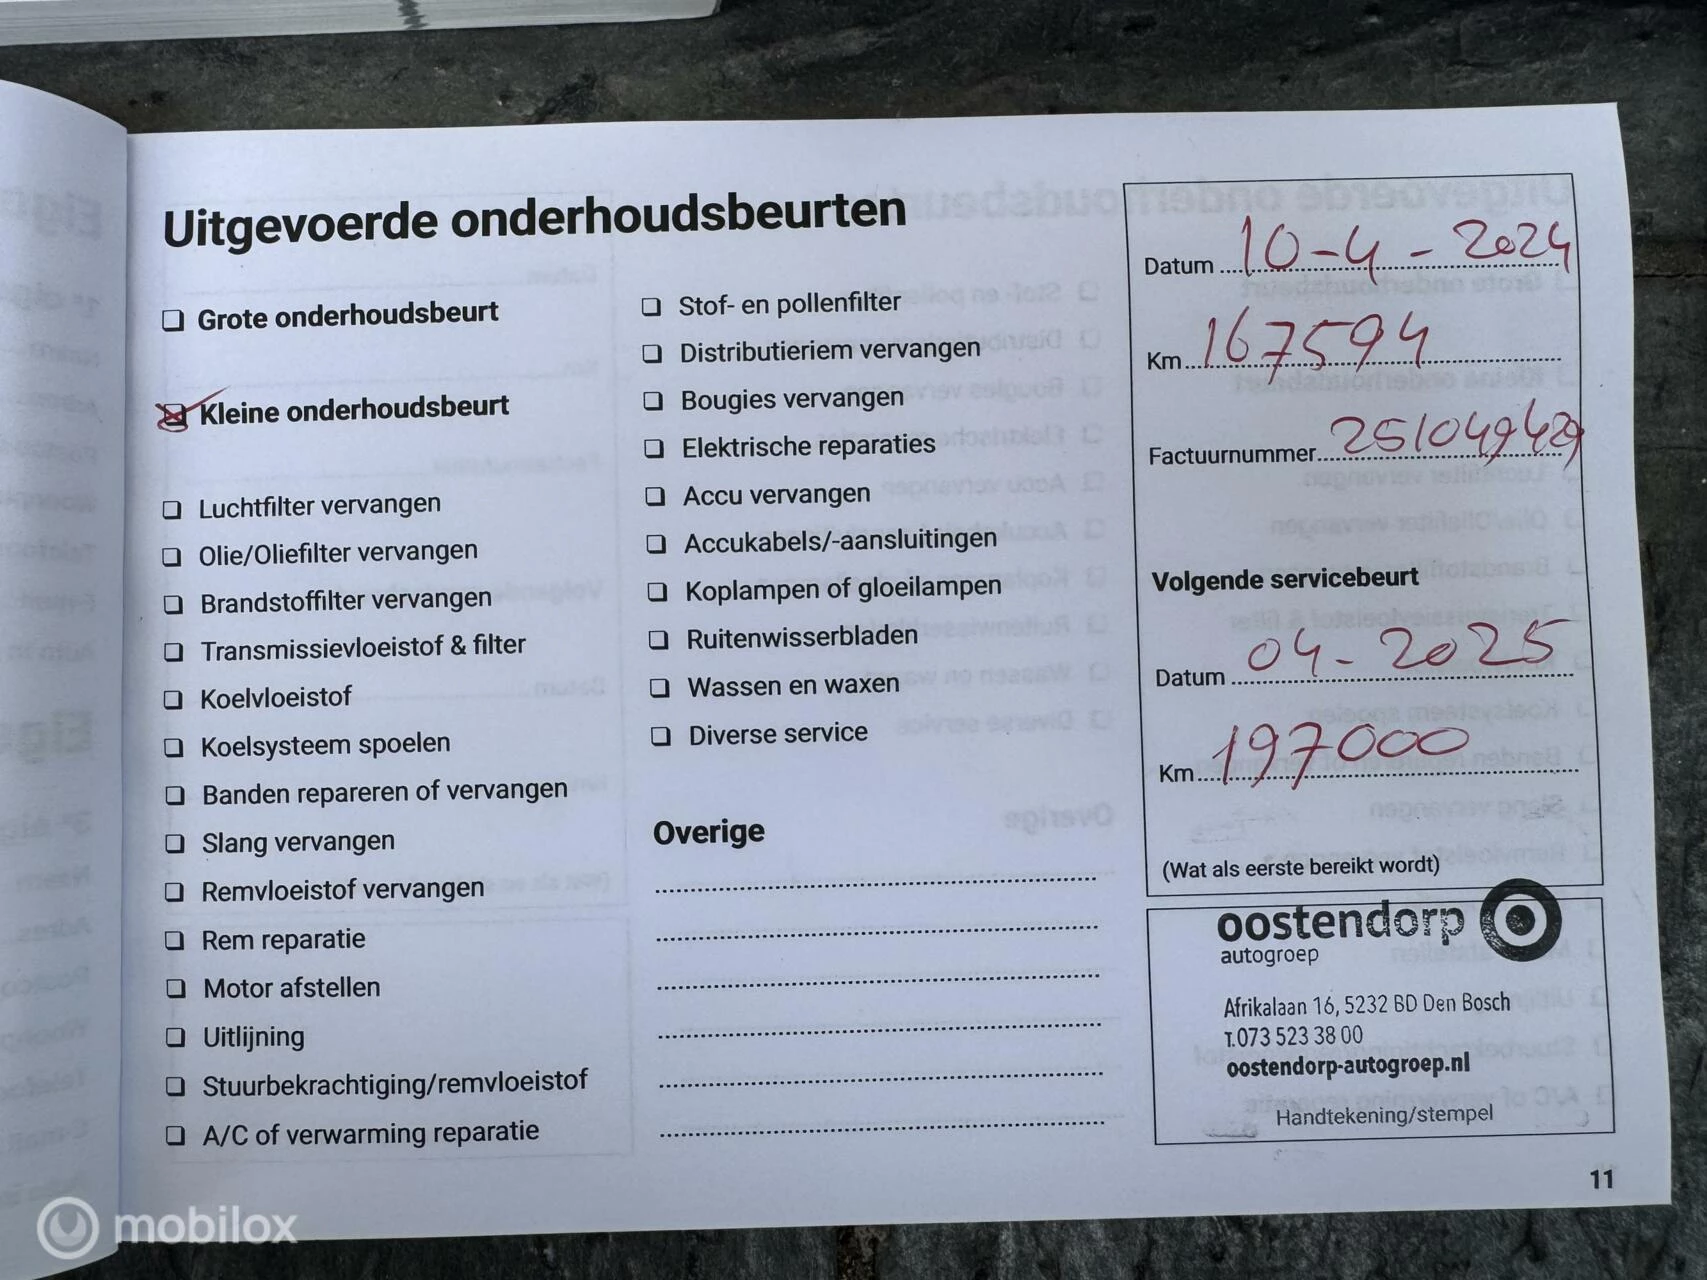 Uitgevoerde onderhoudsbeurten
Grote onderhoudsbeurt
Kleine onderhoudsbeurt
Luchtfilter vervangen
Olie/Oliefilter vervangen
Brandstoffilter vervangen
Transmissievloeistof & filter
Koelvloeistof
Koelsysteem spoelen
Banden repareren of vervangen
Slang vervangen
Remvloeistof vervangen
Rem reparatie
Motor afstellen
Uitlijning
Stuurbekrachtiging/remvloeistof
A/C of verwarming reparatie
Stof- en pollenfilter
Distributieriem vervangen
Bougies vervangen
Elektrische reparaties
Accu vervangen
Accukabels/-aansluitingen
Koplampen of gloeilampen
Ruitenwisserbladen
Wassen en waxen
Diverse service
Overige
Datum 10-4-2024
Km 167594
Factuurnummer
Volgende servicebeurt
Datum 04-2025
Km 197000
(Wat als eerste bereikt wordt)
oostendorp
autogroep
Afrikalaan 16, 5232 BD Den Bosch
T.073 523 38 00
oostendorp-autogroep.nl
Handtekening/stempel
11
mobilox